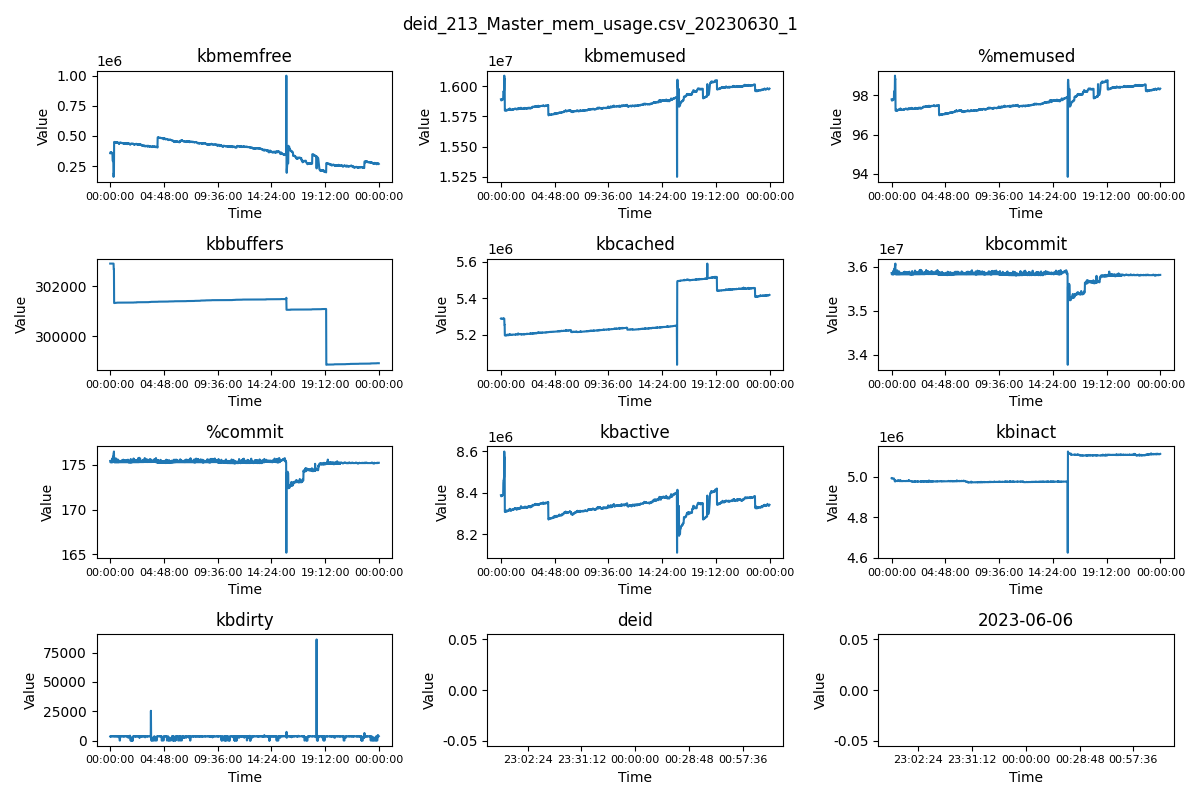 deid_213_Master_mem_usage.csv_20230630_1
kbmemfree
1e6
1.00
0.75
0.50
0.25
Value
00:00:00 04:48:00 09:36:00 14:24:00 19:12:00 00:00:00
Time
kbmemused
1e7
1.600
1.575
1.550
1.525
Value
00:00:00 04:48:00 09:36:00 14:24:00 19:12:00 00:00:00
Time
%memused
98
96
94
Value
00:00:00 04:48:00 09:36:00 14:24:00 19:12:00 00:00:00
Time
kbbuffers
302000
300000
Value
00:00:00 04:48:00 09:36:00 14:24:00 19:12:00 00:00:00
Time
kbcached
1e6
5.6
5.4
5.2
Value
00:00:00 04:48:00 09:36:00 14:24:00 19:12:00 00:00:00
Time
kbcommit
1e7
3.6
3.5
3.4
Value
00:00:00 04:48:00 09:36:00 14:24:00 19:12:00 00:00:00
Time
%commit
175
170
165
Value
00:00:00 04:48:00 09:36:00 14:24:00 19:12:00 00:00:00
Time
kbactive
1e6
8.6
8.4
8.2
Value
00:00:00 04:48:00 09:36:00 14:24:00 19:12:00 00:00:00
Time
kbinact
1e6
5.0
4.8
4.6
Value
00:00:00 04:48:00 09:36:00 14:24:00 19:12:00 00:00:00
Time
kbdirty
75000
50000
25000
0
Value
00:00:00 04:48:00 09:36:00 14:24:00 19:12:00 00:00:00
Time
deid
0.05
0.00
-0.05
Value
23:02:24 23:31:12 00:00:00 00:28:48 00:57:36
Time
2023-06-06
0.05
0.00
-0.05
Value
23:02:24 23:31:12 00:00:00 00:28:48 00:57:36
Time